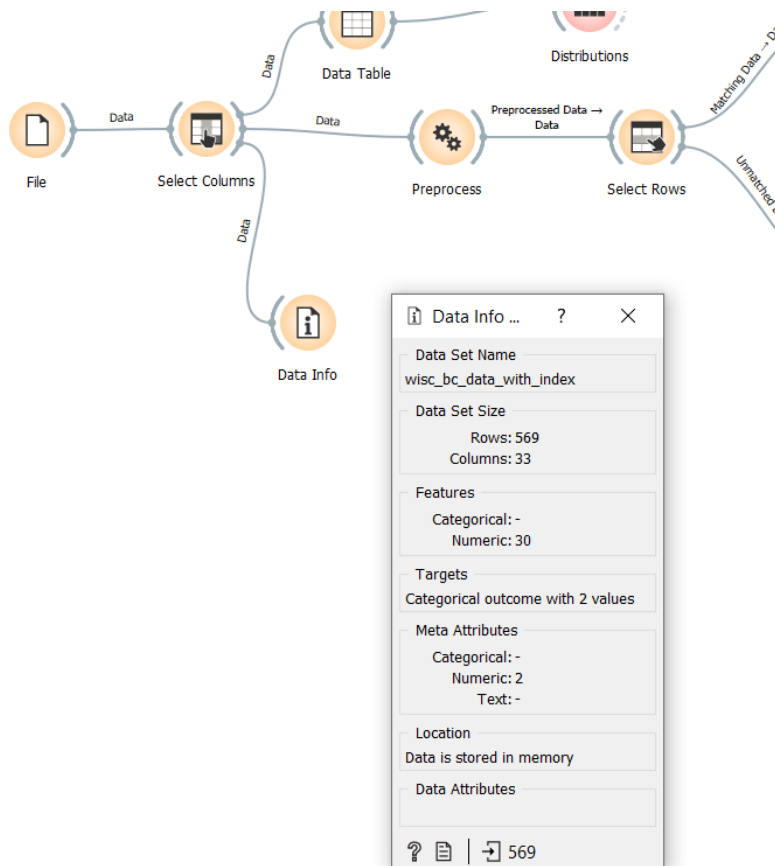 Data Table
Distributions
Data
Data
Data
Preprocessed Data →
Data
Matching Data → D
File
Select Columns
Preprocess
Select Rows
Unmatched
Data
Data Info
Data Info ...
?
Data Set Name
wisc_bc_data_with_index
Data Set Size
Rows: 569
Columns: 33
Features
Categorical: -
Numeric: 30
Targets
Categorical outcome with 2 values
Meta Attributes
Categorical: -
Numeric: 2
Text: -
Location
Data is stored in memory
Data Attributes
? 569